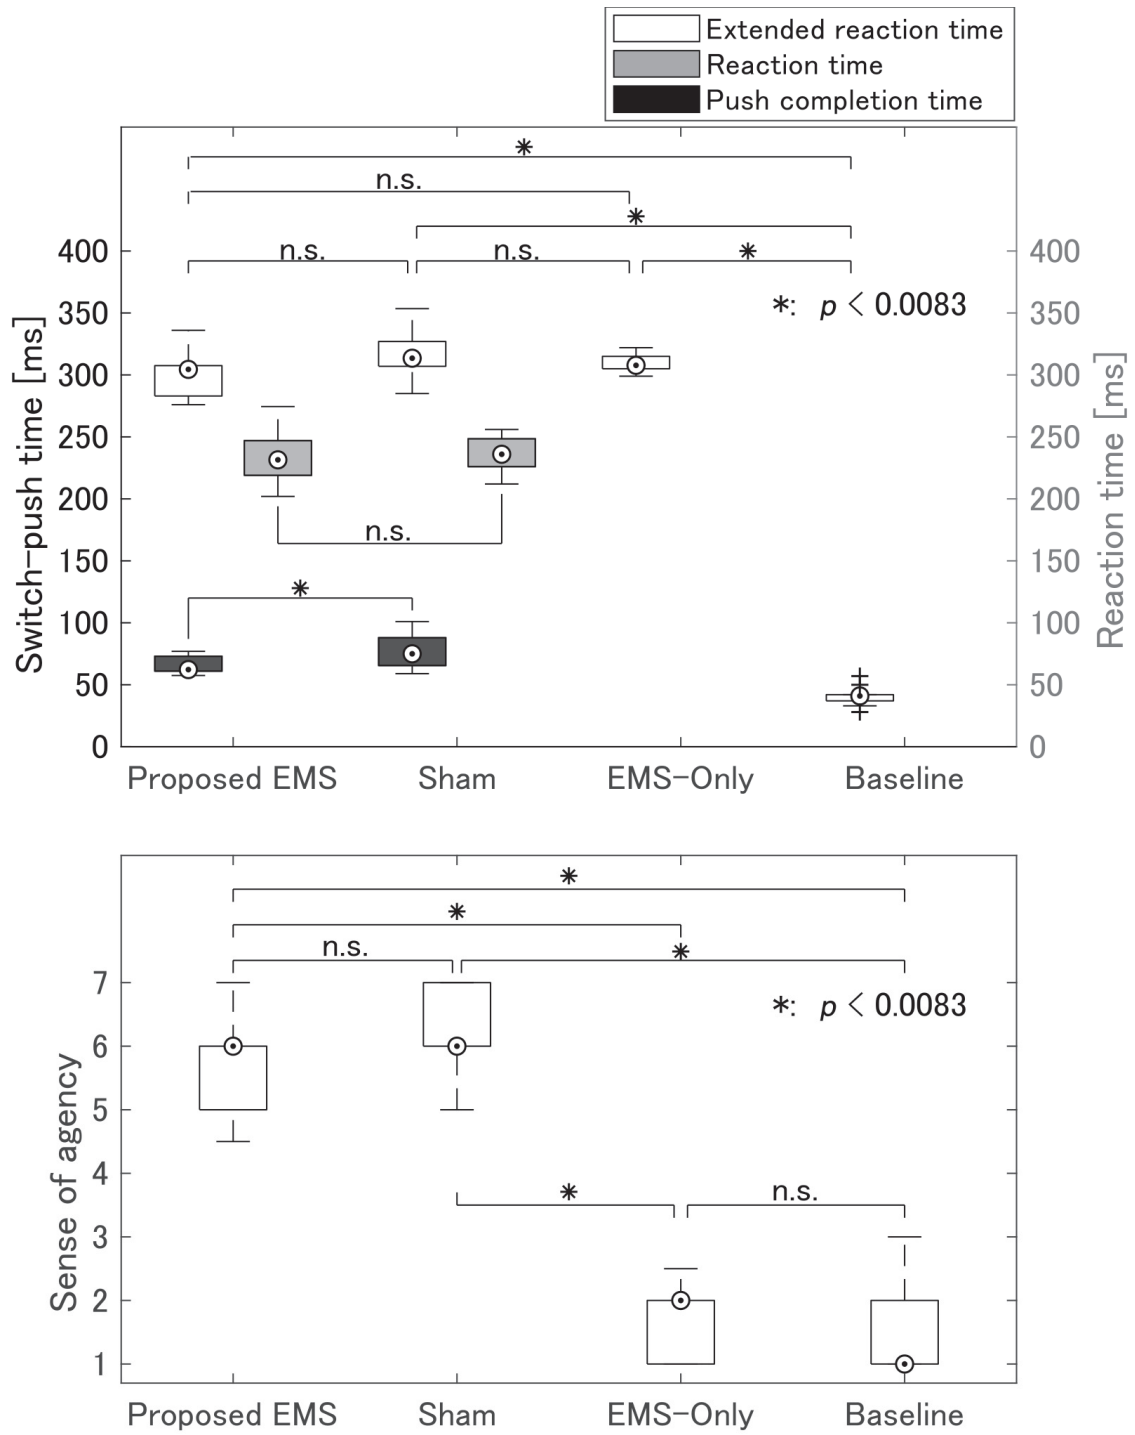 Extended reaction time
Reaction time
Push completion time
*
n.s.
*
n.s.
n.s.
*
*: p < 0.0083
400
350
300
250
200
150
100
50
0
Switch-push time [ms]
400
350
300
250
200
150
100
50
0
Reaction time [ms]
n.s.
*
Proposed EMS
Sham
EMS-Only
Baseline
*
*
n.s.
*
*: p < 0.0083
7
6
5
4
3
2
1
Sense of agency
*
n.s.
Proposed EMS
Sham
EMS-Only
Baseline